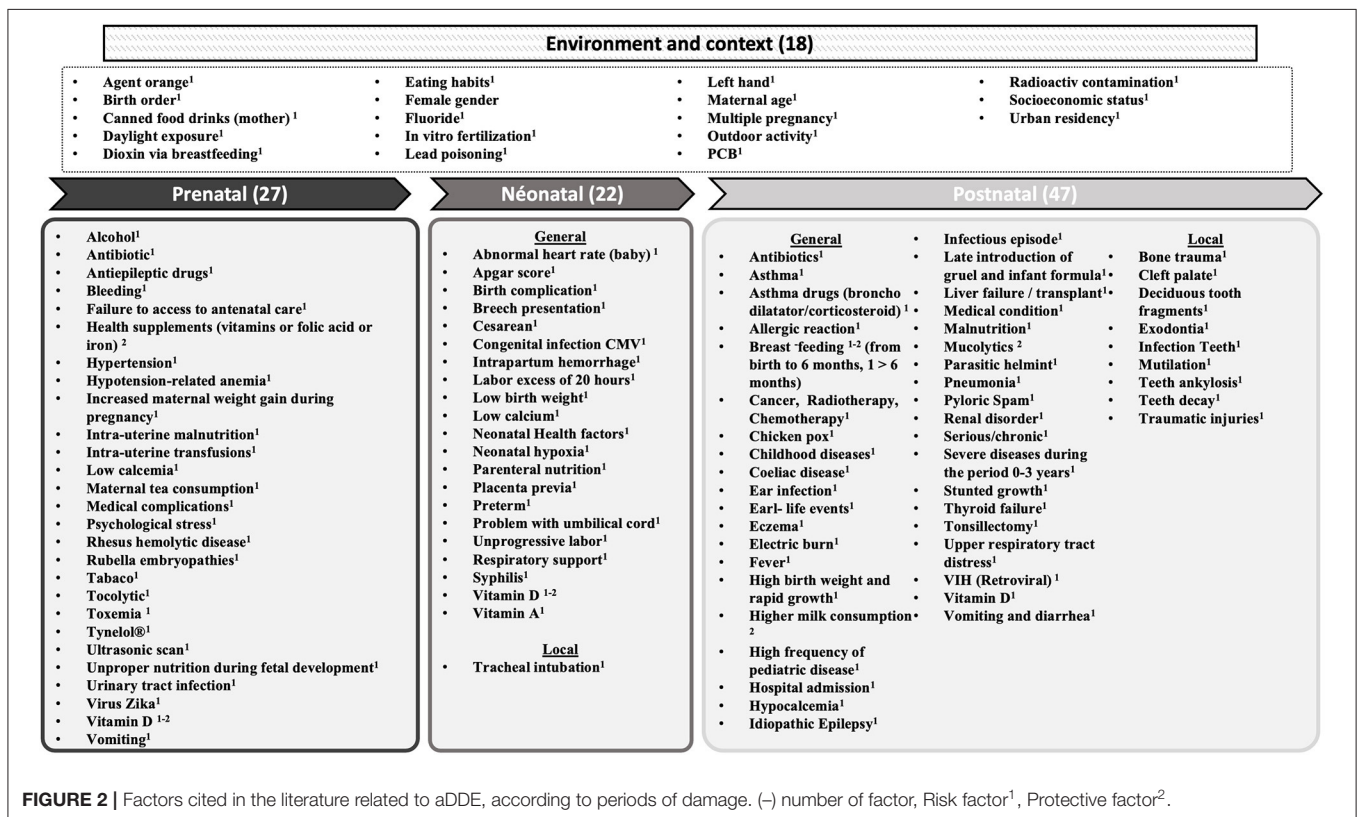 Environment and context (18)
• Agent orange¹
• Birth order¹
• Canned food drinks (mother) ¹
• Daylight exposure¹
• Dioxin via breastfeeding¹
• Eating habits¹
• Female gender
• Fluoride¹
• In vitro fertilization¹
• Lead poisoning¹
• Left hand¹
• Maternal age¹
• Multiple pregnancy¹
• Outdoor activity¹
• PCB¹
• Radioactiv contamination¹
• Socioeconomic status¹
• Urban residency¹
Prenatal (27)
• Alcohol¹
• Antibiotic¹
• Antiepileptic drugs¹
• Bleeding¹
• Failure to access to antenatal care¹
• Health supplements (vitamins or folic acid or
iron) ²
• Hypertension¹
• Hypotension-related anemia¹
• Increased maternal weight gain during
pregnancy¹
• Intra-uterine malnutrition¹
• Intra-uterine transfusions¹
• Low calcemia¹
• Maternal tea consumption¹
• Medical complications¹
• Psychological stress¹
• Rhesus hemolytic disease¹
• Rubella embryopathies¹
• Tabaco¹
• Tocolytic¹
• Toxemia ¹
• Tynelol®¹
• Ultrasonic scan¹
• Unproper nutrition during fetal development¹
• Urinary tract infection¹
• Virus Zika¹
• Vitamin D ¹⁻²
• Vomiting¹
Néonatal (22)
General
• Abnormal heart rate (baby) ¹
• Apgar score¹
• Birth complication¹
• Breech presentation¹
• Cesarean¹
• Congenital infection CMV¹
• Intrapartum hemorrhage¹
• Labor excess of 20 hours¹
• Low birth weight¹
• Low calcium¹
• Neonatal Health factors¹
• Neonatal hypoxia¹
• Parenteral nutrition¹
• Placenta previa¹
• Preterm¹
• Problem with umbilical cord¹
• Unprogressive labor¹
• Respiratory support¹
• Syphilis¹
• Vitamin D ¹⁻²
• Vitamin A¹
Local
• Tracheal intubation¹
Postnatal (47)
General
• Antibiotics¹
• Asthma¹
• Asthma drugs (broncho
dilatator/corticosteroid) ¹
• Allergic reaction¹
• Breast -feeding ¹⁻² (from
birth to 6 months, 1 > 6
months)
• Cancer, Radiotherapy,
Chemotherapy¹
• Chicken pox¹
• Childhood diseases¹
• Coeliac disease¹
• Ear infection¹
• Earl- life events¹
• Eczema¹
• Electric burn¹
• Fever¹
• High birth weight and
rapid growth¹
• Higher milk consumption
²
• High frequency of
pediatric disease¹
• Hospital admission¹
• Hypocalcemia¹
• Idiopathic Epilepsy¹
• Infectious episode¹
• Late introduction of
gruel and infant formula¹
• Liver failure / transplant¹
• Medical condition¹
• Malnutrition¹
• Mucolytics ²
• Parasitic helmint¹
• Pneumonia¹
• Pyloric Spam¹
• Renal disorder¹
• Serious/chronic¹
• Severe diseases during
the period 0-3 years¹
• Stunted growth¹
• Thyroid failure¹
• Tonsillectomy¹
• Upper respiratory tract
distress¹
• VIH (Retroviral) ¹
• Vitamin D¹
• Vomiting and diarrhea¹
Local
• Bone trauma¹
• Cleft palate¹
• Deciduous tooth
fragments¹
• Exodontia¹
• Infection Teeth¹
• Mutilation¹
• Teeth ankylosis¹
• Teeth decay¹
• Traumatic injuries¹
FIGURE 2 | Factors cited in the literature related to aDDE, according to periods of damage. (–) number of factor, Risk factor¹, Protective factor².